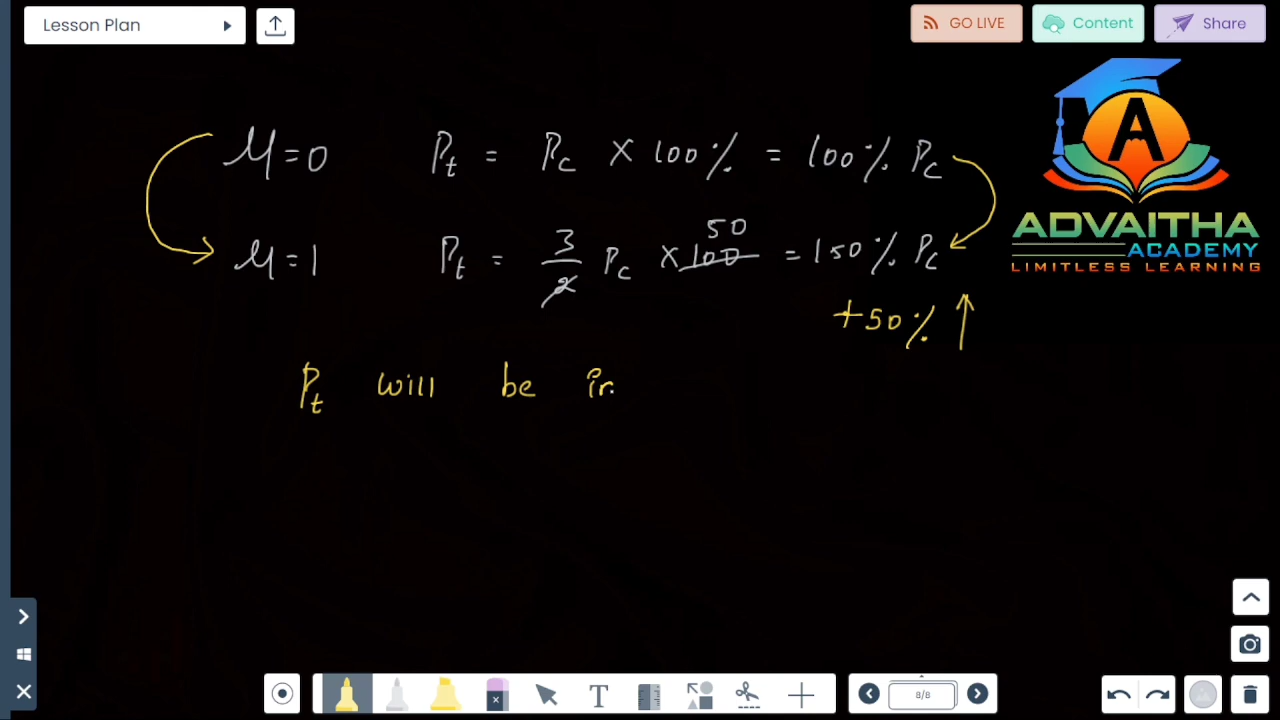 Lesson Plan
GO LIVE
Content
Share
μ=0 Pt = Pc × 100% = 100% Pc
50
μ=1 Pt = 3/2 Pc × 100 = 150% Pc
+50% ↑
Pt will be in
A
ADVAITHA
ACADEMY
LIMITLESS LEARNING
T
8/8
A